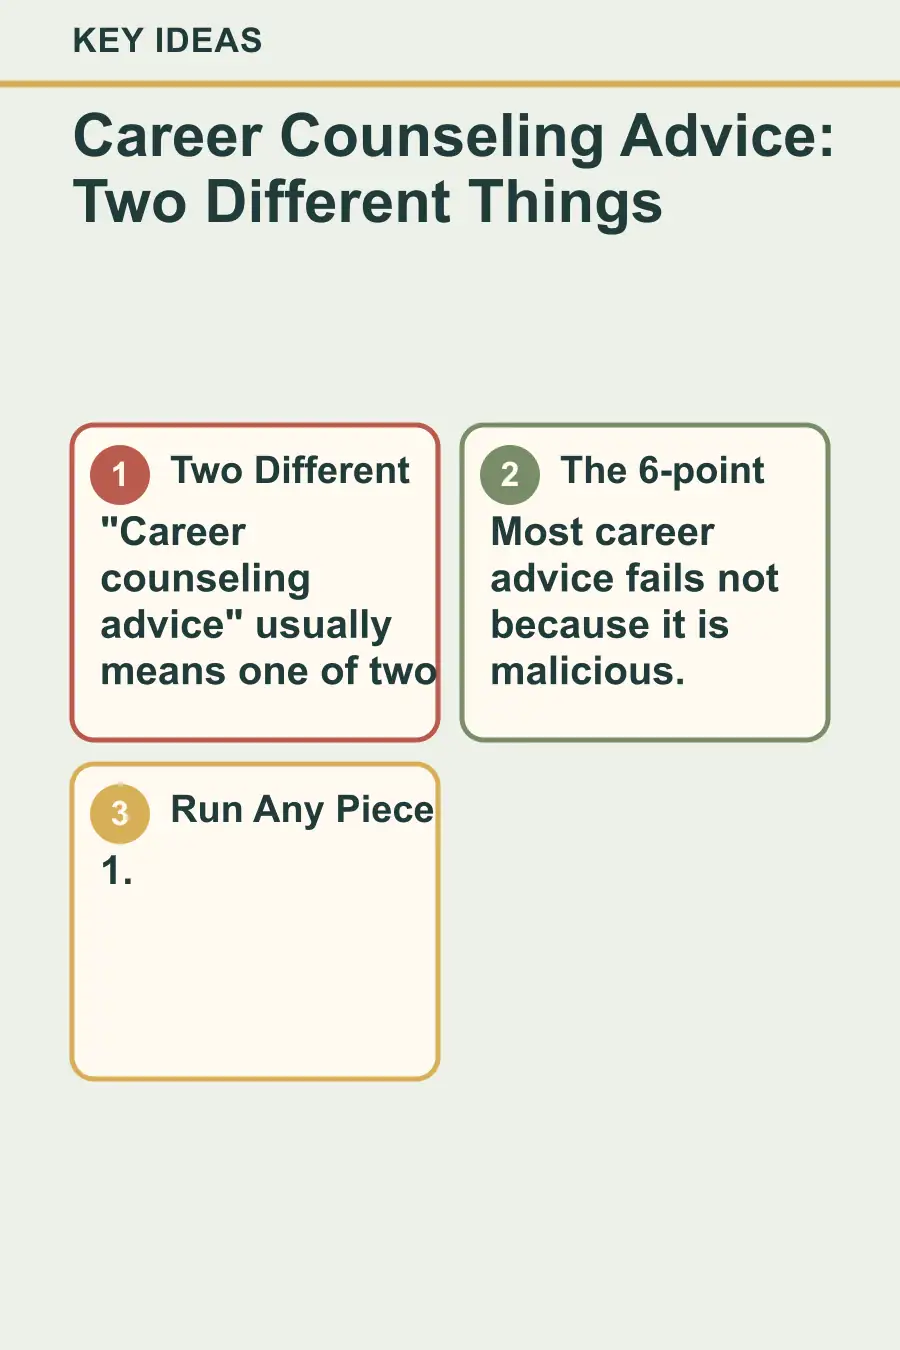 KEY IDEAS
Career Counseling Advice:
Two Different Things
1 Two Different
"Career
counseling
advice" usually
means one of two
2 The 6-point
Most career
advice fails not
because it is
malicious.
3 Run Any Piece
1.